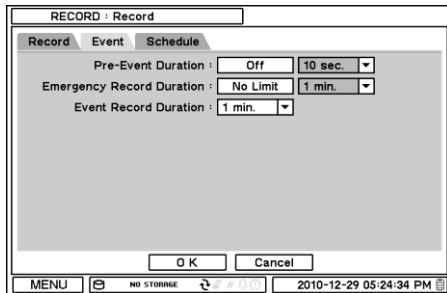 RECORD : Record
Record Event Schedule
Pre-Event Duration : Off 10 sec.
Emergency Record Duration : No Limit 1 min.
Event Record Duration : 1 min.
O K Cancel
MENU NO STORAGE 2010-12-29 05:24:34 PM